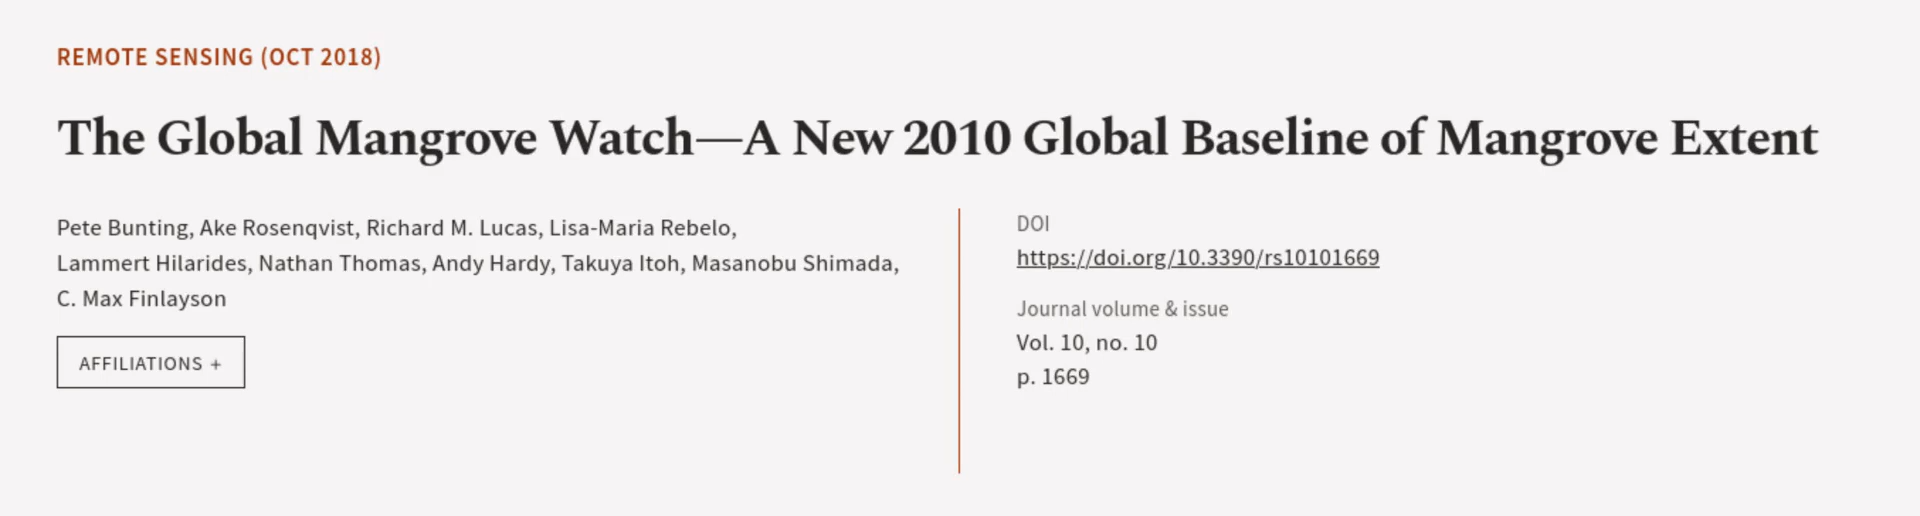 REMOTE SENSING (OCT 2018)
The Global Mangrove Watch—A New 2010 Global Baseline of Mangrove Extent
Pete Bunting, Ake Rosenqvist, Richard M. Lucas, Lisa-Maria Rebelo,
Lammert Hilarides, Nathan Thomas, Andy Hardy, Takuya Itoh, Masanobu Shimada,
C. Max Finlayson
AFFILIATIONS +
DOI
https://doi.org/10.3390/rs10101669
Journal volume & issue
Vol. 10, no. 10
p. 1669